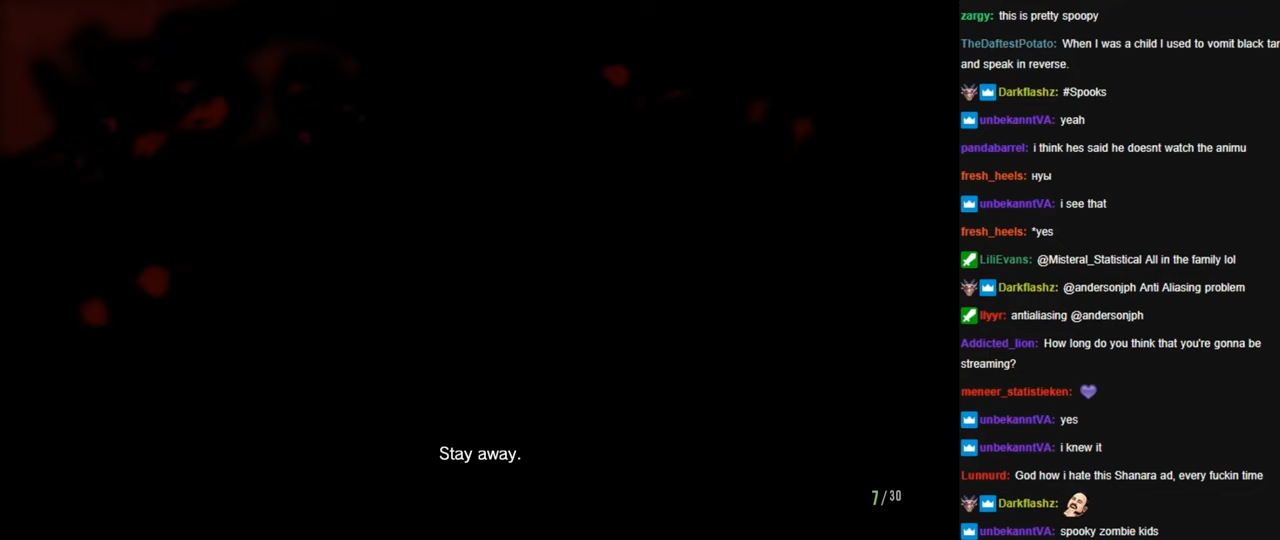 Stay away.
7/30
zargy: this is pretty spoopy
TheDaftestPotato: When I was a child I used to vomit black tar
and speak in reverse.
Darkflashz: #Spooks
unbekanntVA: yeah
pandabarrel: i think hes said he doesnt watch the animu
fresh_heels: нуы
unbekanntVA: i see that
fresh_heels: *yes
LiliEvans: @Misteral_Statistical All in the family lol
Darkflashz: @andersonjph Anti Aliasing problem
llyyr: antialiasing @andersonjph
Addicted_lion: How long do you think that you're gonna be
streaming?
meneer_statistieken:
unbekanntVA: yes
unbekanntVA: i knew it
Lunnurd: God how i hate this Shanara ad, every fuckin time
Darkflashz:
unbekanntVA: spooky zombie kids